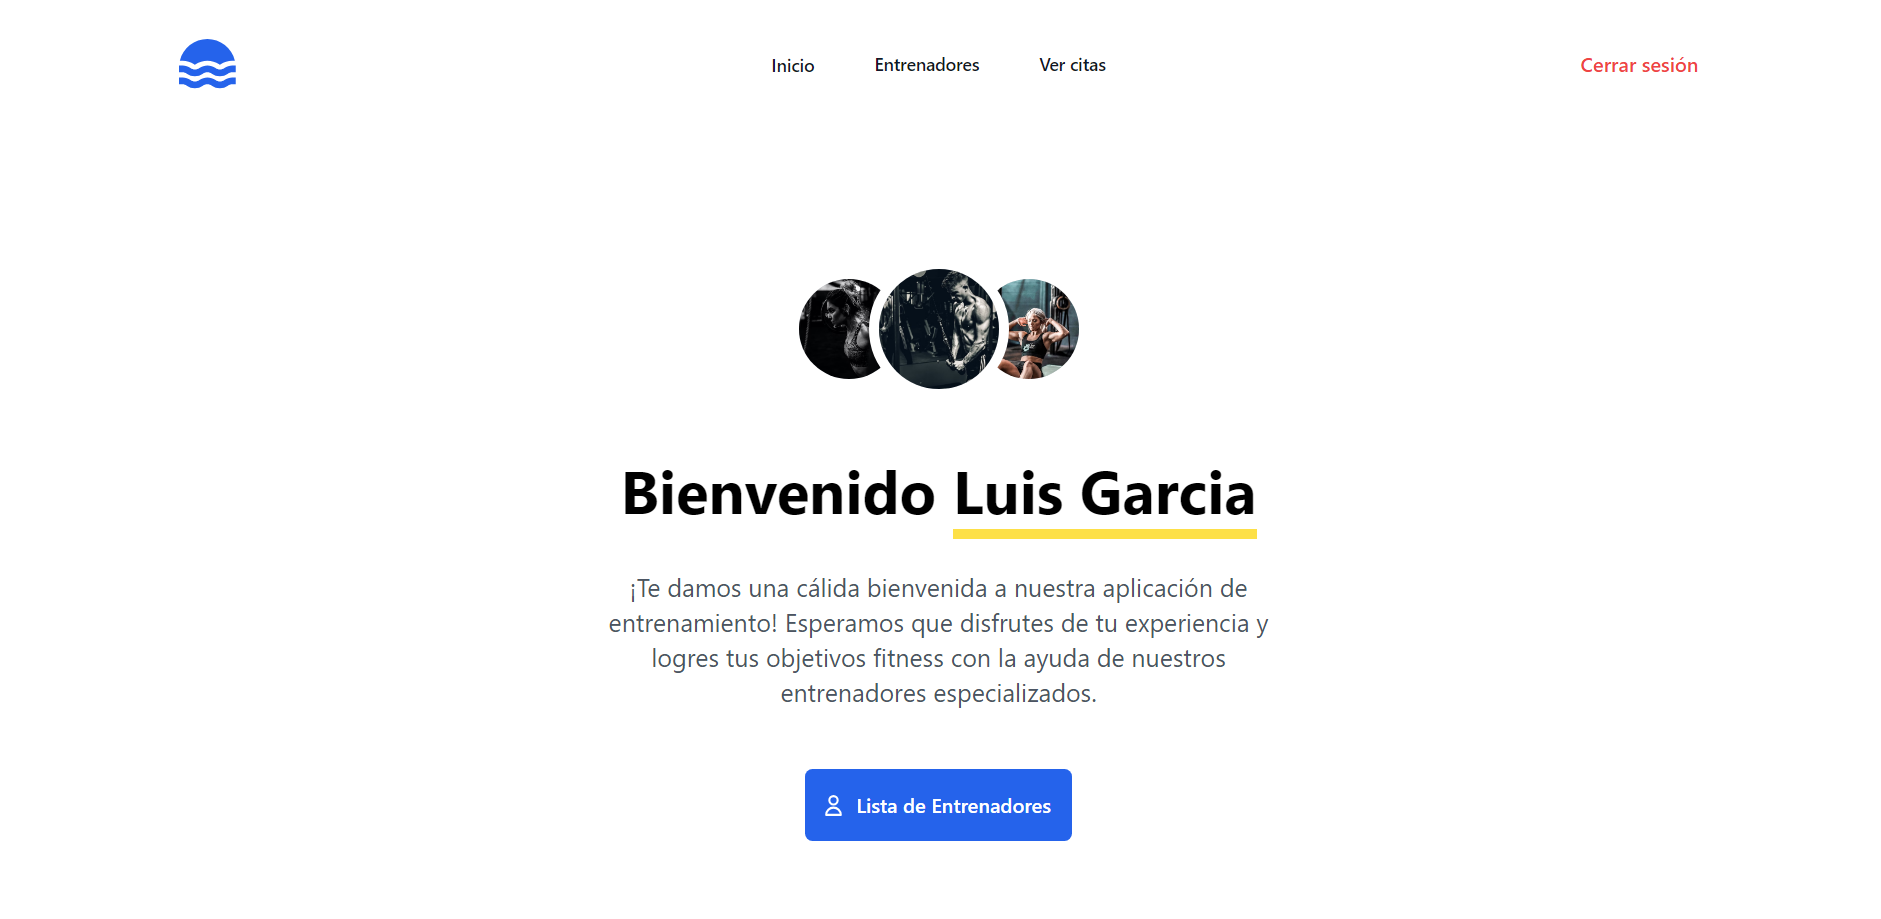 Inicio
Entrenadores
Ver citas
Cerrar sesión
Bienvenido Luis Garcia
¡Te damos una cálida bienvenida a nuestra aplicación de
entrenamiento! Esperamos que disfrutes de tu experiencia y
logres tus objetivos fitness con la ayuda de nuestros
entrenadores especializados.
Lista de Entrenadores